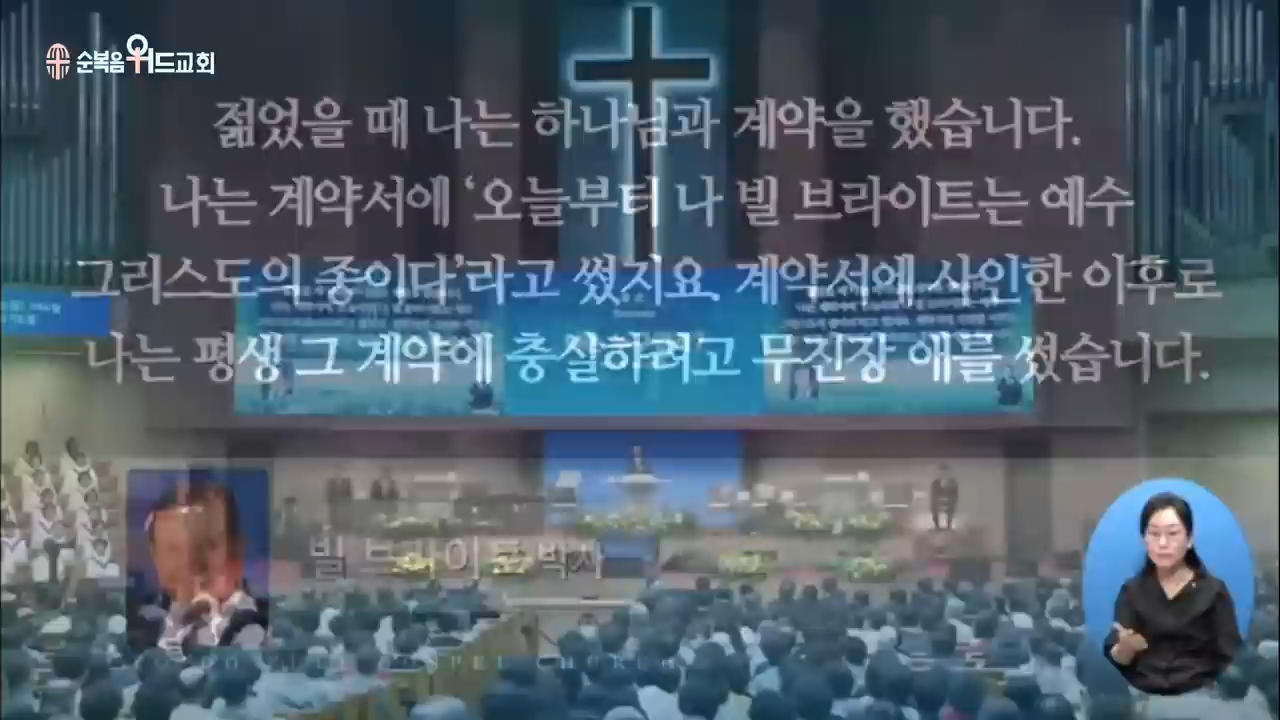 순복음워드교회
젊었을 때 나는 하나님과 계약을 했습니다.
나는 계약서에 ‘오늘부터 나 빌 브라이트는 예수
그리스도의 종이다’라고 썼지요. 계약서에 사인한 이후로
나는 평생 그 계약에 충실하려고 무진장 애를 썼습니다.
빌 브라이트 박사
GOSPEL CHURCH